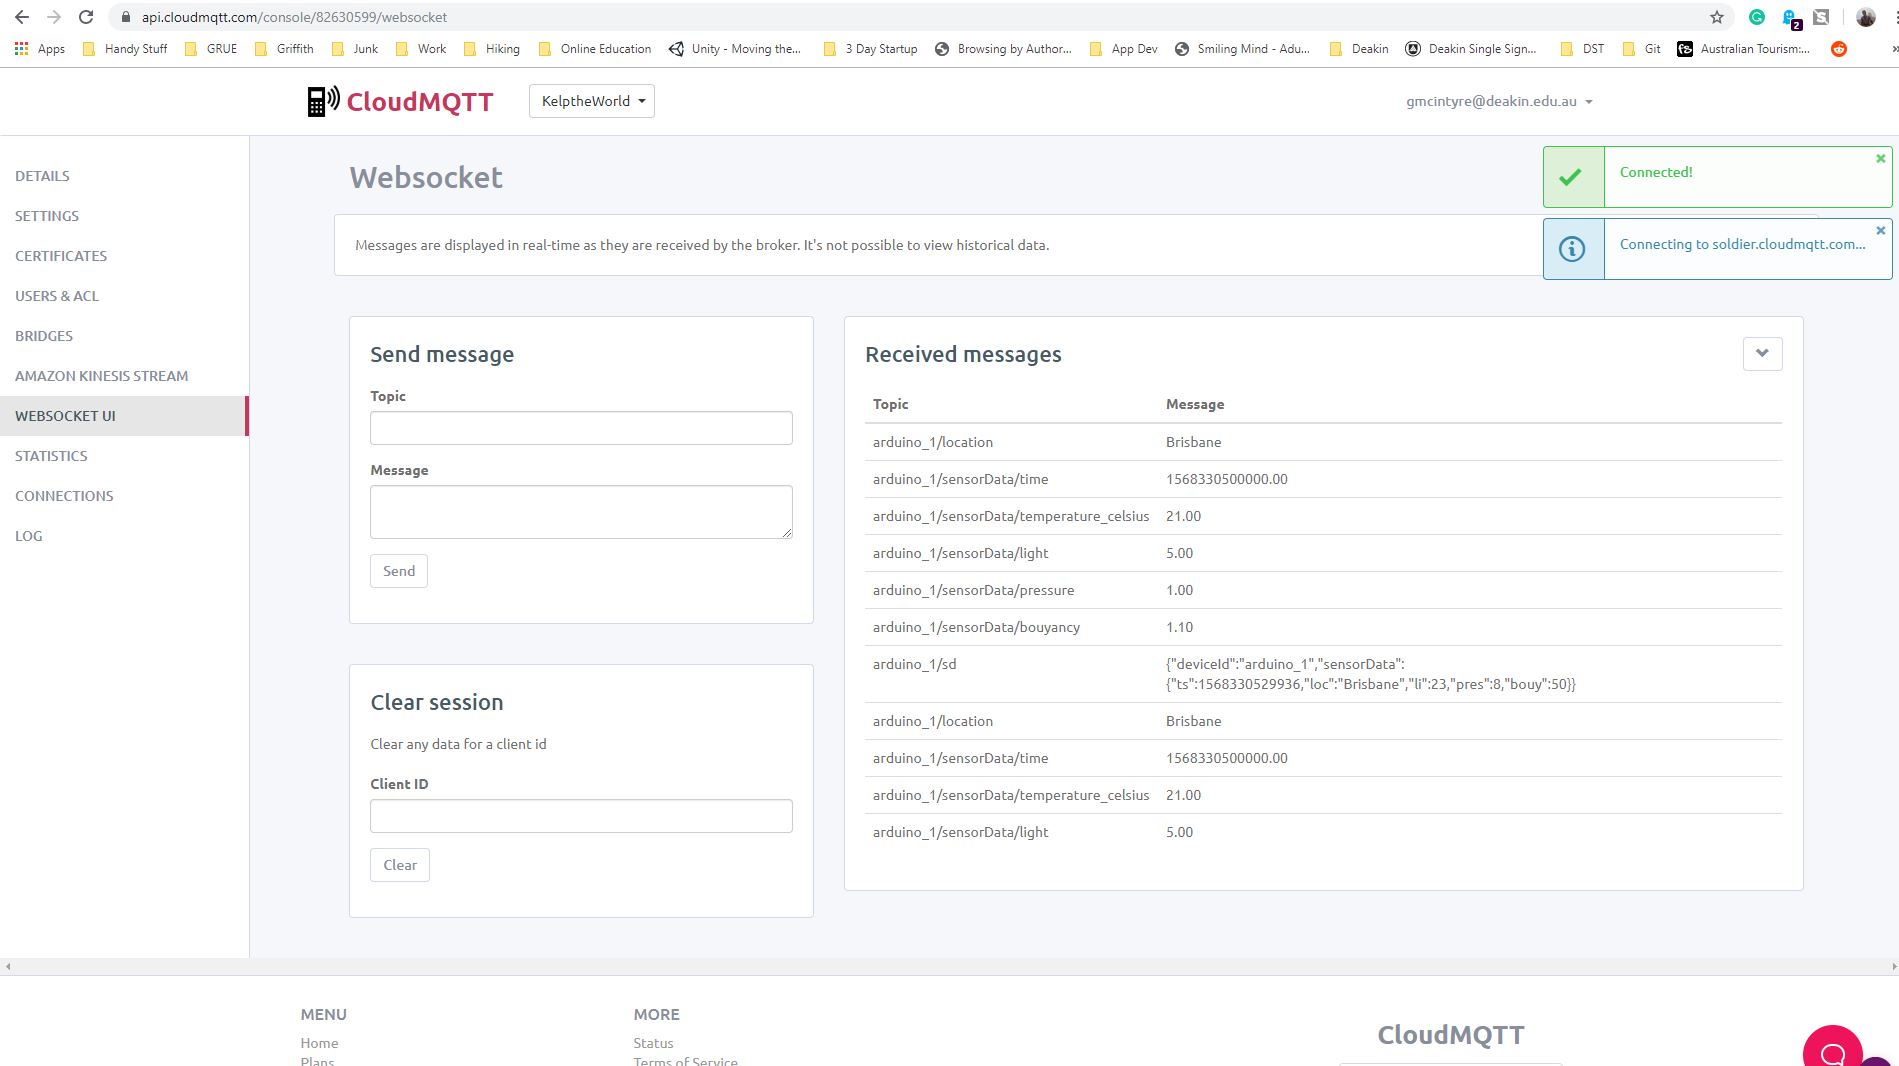 api.cloudmqtt.com/console/82630599/websocket
2
Apps Handy Stuff GRUE Griffith Junk Work Hiking Online Education Unity - Moving the... 3 Day Startup Browsing by Author... App Dev Smiling Mind - Adu... Deakin Deakin Single Sign... DST Git Australian Tourism:... »
CloudMQTT KelptheWorld gmcintyre@deakin.edu.au
DETAILS
SETTINGS
CERTIFICATES
USERS & ACL
BRIDGES
AMAZON KINESIS STREAM
WEBSOCKET UI
STATISTICS
CONNECTIONS
LOG
Websocket
Connected!
Connecting to soldier.cloudmqtt.com...
Messages are displayed in real-time as they are received by the broker. It's not possible to view historical data.
Send message
Topic
Message
Send
Clear session
Clear any data for a client id
Client ID
Clear
Received messages
Topic Message
arduino_1/location Brisbane
arduino_1/sensorData/time 1568330500000.00
arduino_1/sensorData/temperature_celsius 21.00
arduino_1/sensorData/light 5.00
arduino_1/sensorData/pressure 1.00
arduino_1/sensorData/bouyancy 1.10
arduino_1/sd {"deviceId":"arduino_1","sensorData":
{"ts":1568330529936,"loc":"Brisbane","li":23,"pres":8,"bouy":50}}
arduino_1/location Brisbane
arduino_1/sensorData/time 1568330500000.00
arduino_1/sensorData/temperature_celsius 21.00
arduino_1/sensorData/light 5.00
MENU
Home
Plans
MORE
Status
Terms of Service
CloudMQTT